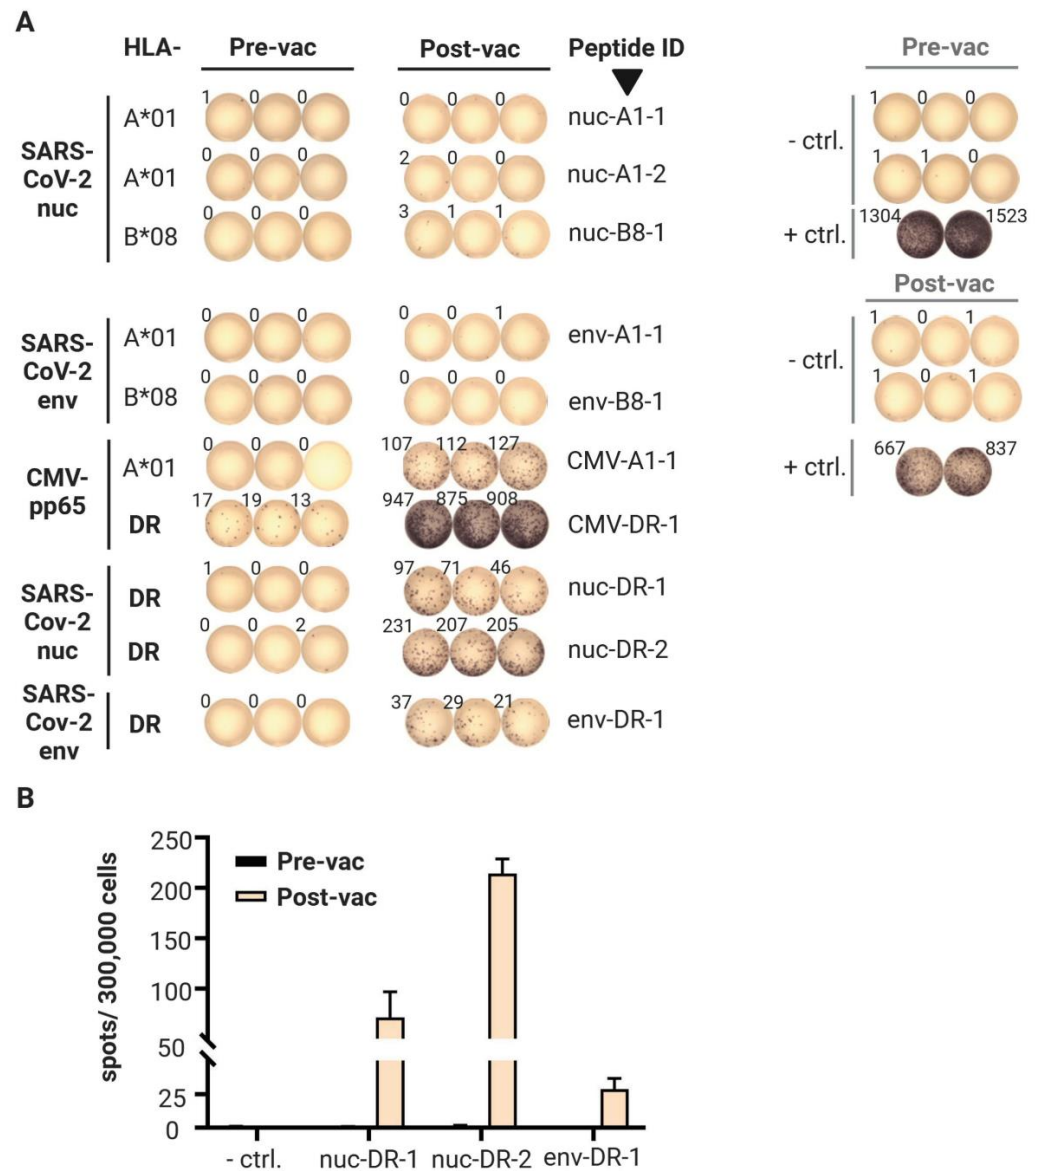 A
HLA- Pre-vac Post-vac Peptide ID Pre-vac
SARS-CoV-2 nuc
A*01 1 0 0 0 0 0 nuc-A1-1
A*01 0 0 0 2 0 0 nuc-A1-2
B*08 0 0 0 3 1 1 nuc-B8-1
- ctrl. 1 0 0
1 1 0
+ ctrl. 1304 1523
Post-vac
SARS-CoV-2 env
A*01 0 0 0 0 0 1 env-A1-1
B*08 0 0 0 0 0 0 env-B8-1
- ctrl. 1 0 1
1 0 1
CMV-pp65
A*01 0 0 0 107 112 127 CMV-A1-1
DR 17 19 13 947 875 908 CMV-DR-1
+ ctrl. 667 837
SARS-Cov-2 nuc
DR 1 0 0 97 71 46 nuc-DR-1
DR 0 0 2 231 207 205 nuc-DR-2
SARS-Cov-2 env
DR 0 0 0 37 29 21 env-DR-1
B
spots/ 300,000 cells
250
200
150
100
50
25
0
Pre-vac
Post-vac
- ctrl. nuc-DR-1 nuc-DR-2 env-DR-1